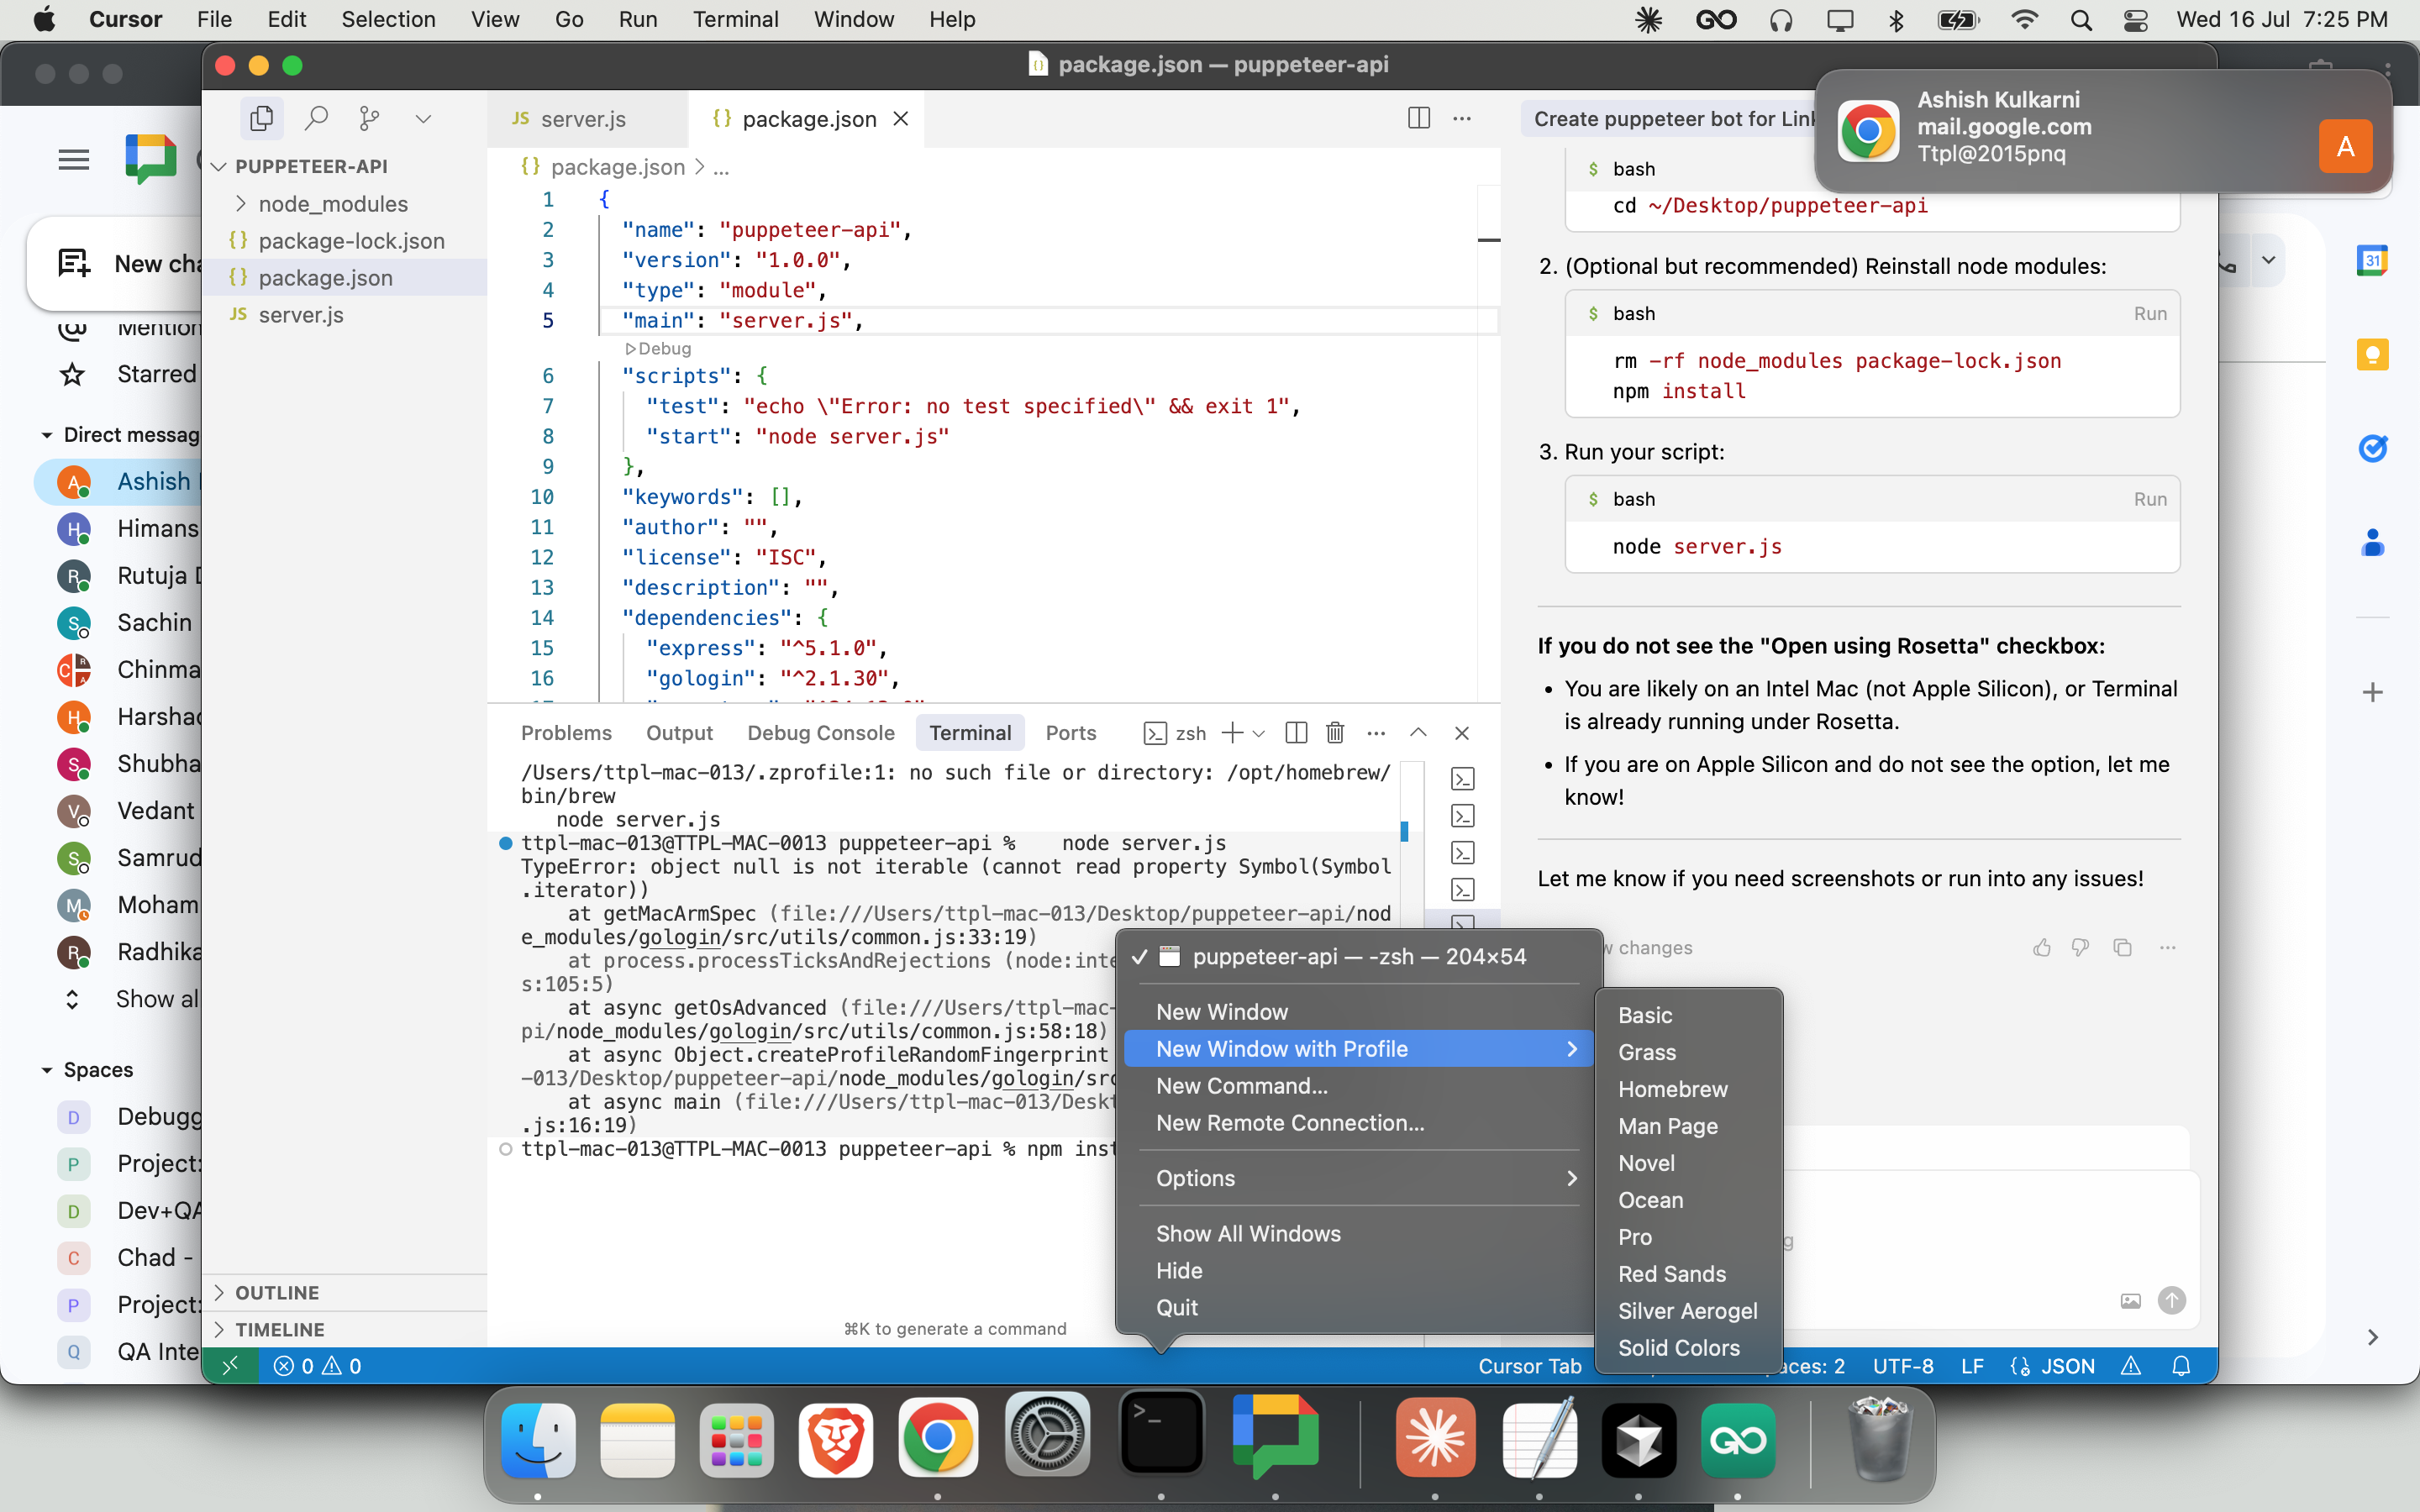 Cursor File Edit Selection View Go Run Terminal Window Help
Wed 16 Jul 7:25 PM
package.json — puppeteer-api
Ashish Kulkarni
mail.google.com
Ttpl@2015pnq
A
New cha
Mention
Starred
Direct messag
A Ashish
H Himans
R Rutuja D
S Sachin
C R A Chinma
H Harshad
S Shubha
V Vedant
S Samrud
M Moham
R Radhika
Show al
Spaces
D Debugg
P Project:
D Dev+QA
C Chad -
P Project:
Q QA Inte
PUPPETEER-API
node_modules
{} package-lock.json
{} package.json
JS server.js
OUTLINE
TIMELINE
JS server.js
{} package.json
{} package.json > ...
1 {
2 "name": "puppeteer-api",
3 "version": "1.0.0",
4 "type": "module",
5 "main": "server.js",
Debug
6 "scripts": {
7 "test": "echo \"Error: no test specified\" && exit 1",
8 "start": "node server.js"
9 },
10 "keywords": [],
11 "author": "",
12 "license": "ISC",
13 "description": "",
14 "dependencies": {
15 "express": "^5.1.0",
16 "gologin": "^2.1.30",
Problems Output Debug Console Terminal Ports zsh
/Users/ttpl-mac-013/.zprofile:1: no such file or directory: /opt/homebrew/
bin/brew
node server.js
ttpl-mac-013@TTPL-MAC-0013 puppeteer-api % node server.js
TypeError: object null is not iterable (cannot read property Symbol(Symbol
.iterator))
at getMacArmSpec (file:///Users/ttpl-mac-013/Desktop/puppeteer-api/nod
e_modules/gologin/src/utils/common.js:33:19)
at process.processTicksAndRejections (node:inte
s:105:5)
at async getOsAdvanced (file:///Users/ttpl-mac-
pi/node_modules/gologin/src/utils/common.js:58:18)
at async Object.createProfileRandomFingerprint
-013/Desktop/puppeteer-api/node_modules/gologin/src
at async main (file:///Users/ttpl-mac-013/Deskt
.js:16:19)
ttpl-mac-013@TTPL-MAC-0013 puppeteer-api % npm inst
⌘K to generate a command
Create puppeteer bot for Link
$ bash
cd ~/Desktop/puppeteer-api
2. (Optional but recommended) Reinstall node modules:
$ bash Run
rm -rf node_modules package-lock.json
npm install
3. Run your script:
$ bash Run
node server.js
If you do not see the "Open using Rosetta" checkbox:
• You are likely on an Intel Mac (not Apple Silicon), or Terminal
is already running under Rosetta.
• If you are on Apple Silicon and do not see the option, let me
know!
Let me know if you need screenshots or run into any issues!
w changes
puppeteer-api — -zsh — 204×54
New Window
New Window with Profile
New Command...
New Remote Connection...
Options
Show All Windows
Hide
Quit
Basic
Grass
Homebrew
Man Page
Novel
Ocean
Pro
Red Sands
Silver Aerogel
Solid Colors
0 0
Cursor Tab
aces: 2 UTF-8 LF JSON
31